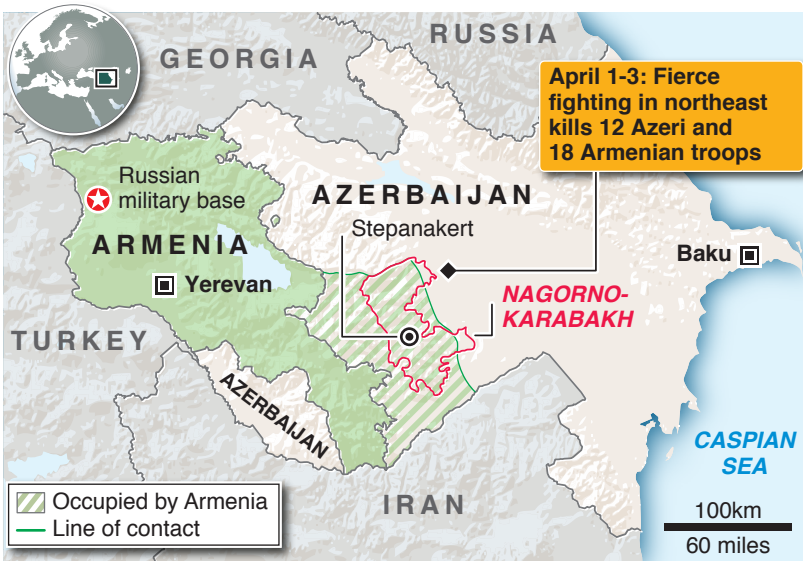 RUSSIA
GEORGIA
April 1-3: Fierce
fighting in northeast
kills 12 Azeri and
18 Armenian troops
Russian
military base
AZERBAIJAN
Stepanakert
ARMENIA
Baku
Yerevan
NAGORNO-
KARABAKH
TURKEY
AZERBAIJAN
CASPIAN
SEA
IRAN
Occupied by Armenia
Line of contact
100km
60 miles